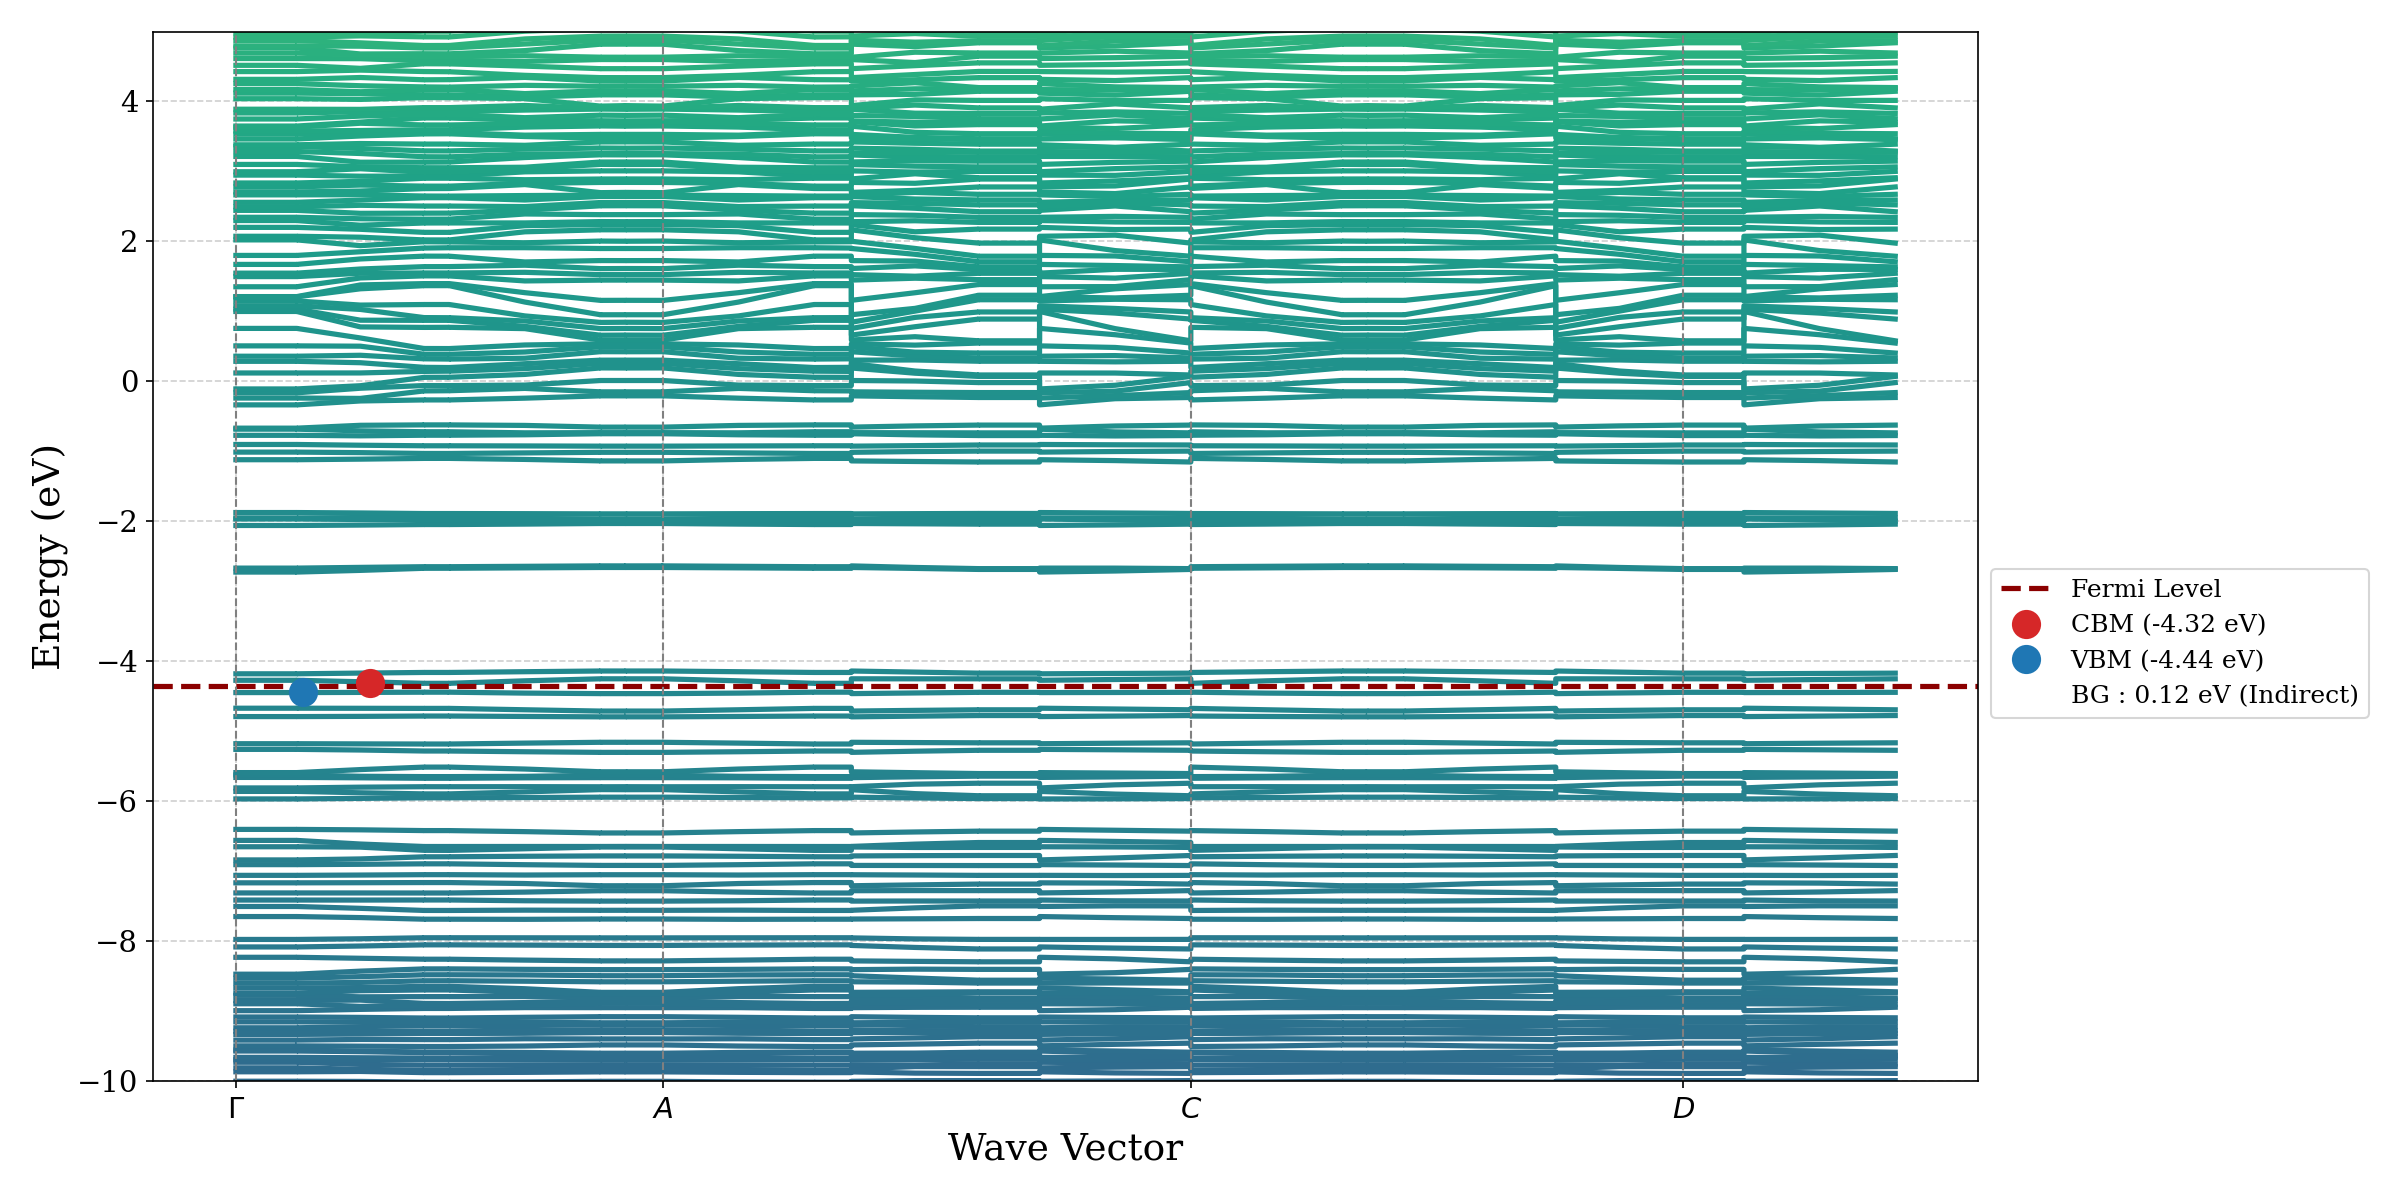 4
2
0
−2
−4
−6
−8
−10
Energy (eV)
Γ A C D
Wave Vector
Fermi Level
CBM (-4.32 eV)
VBM (-4.44 eV)
BG : 0.12 eV (Indirect)